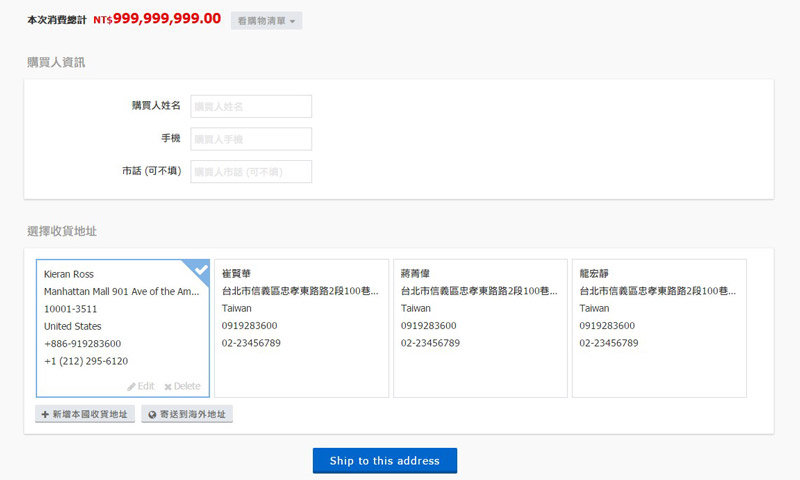 本次消費總計 NT$999,999,999.00 看購物清單
購買人資訊
購買人姓名 購買人姓名
手機 購買人手機
市話 (可不填) 購買人市話 (可不填)
選擇收貨地址
Kieran Ross
Manhattan Mall 901 Ave of the Am...
10001-3511
United States
+886-919283600
+1 (212) 295-6120
Edit Delete
崔賢華
台北市信義區忠孝東路路2段100巷...
Taiwan
0919283600
02-23456789
蔣菁偉
台北市信義區忠孝東路路2段100巷...
Taiwan
0919283600
02-23456789
龍宏靜
台北市信義區忠孝東路路2段100巷...
Taiwan
0919283600
02-23456789
新增本國收貨地址 寄送到海外地址
Ship to this address